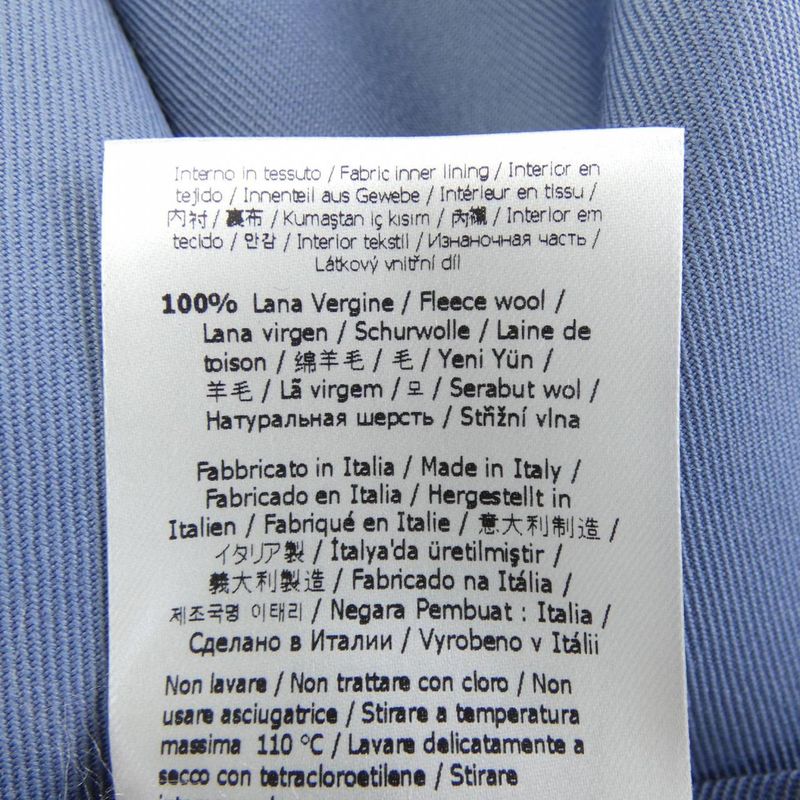 Interno in tessuto / Fabric inner lining / Interior en
tejido / Innenteil aus Gewebe / Intérieur en tissu /
内衬 / 裏布 / Kumaştan iç kısım / 內襯 / Interior em
tecido / 안감 / Interior tekstil / Изнаночная часть /
Látkový vnitřní díl
100% Lana Vergine / Fleece wool /
Lana virgen / Schurwolle / Laine de
toison / 绵羊毛 / 毛 / Yeni Yün /
羊毛 / Lã virgem / 모 / Serabut wol /
Натуральная шерсть / Střižní vlna
Fabbricato in Italia / Made in Italy /
Fabricado en Italia / Hergestellt in
Italien / Fabriqué en Italie / 意大利制造 /
イタリア製 / İtalya'da üretilmiştir /
義大利製造 / Fabricado na Itália /
제조국명 이태리 / Negara Pembuat : Italia /
Сделано в Италии / Vyrobeno v Itálii
Non lavare / Non trattare con cloro / Non
usare asciugatrice / Stirare a temperatura
massima 110 °C / Lavare delicatamente a
secco con tetracloroetilene / Stirare